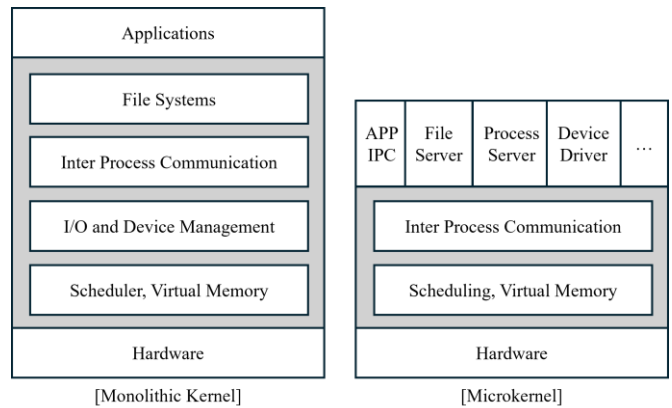 Applications
File Systems
Inter Process Communication
I/O and Device Management
Scheduler, Virtual Memory
Hardware
[Monolithic Kernel]
APP
IPC
File
Server
Process
Server
Device
Driver
...
Inter Process Communication
Scheduling, Virtual Memory
Hardware
[Microkernel]